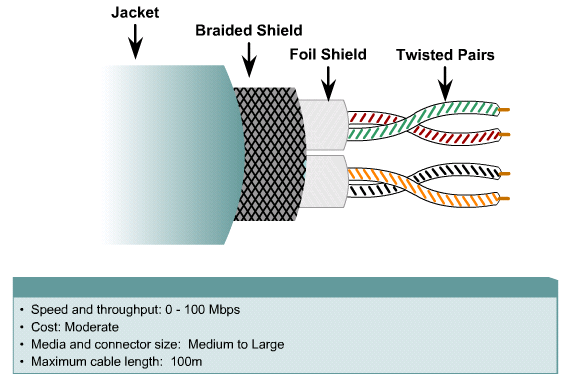 Jacket
Braided Shield
Foil Shield
Twisted Pairs
• Speed and throughput: 0 - 100 Mbps
• Cost: Moderate
• Media and connector size: Medium to Large
• Maximum cable length: 100m